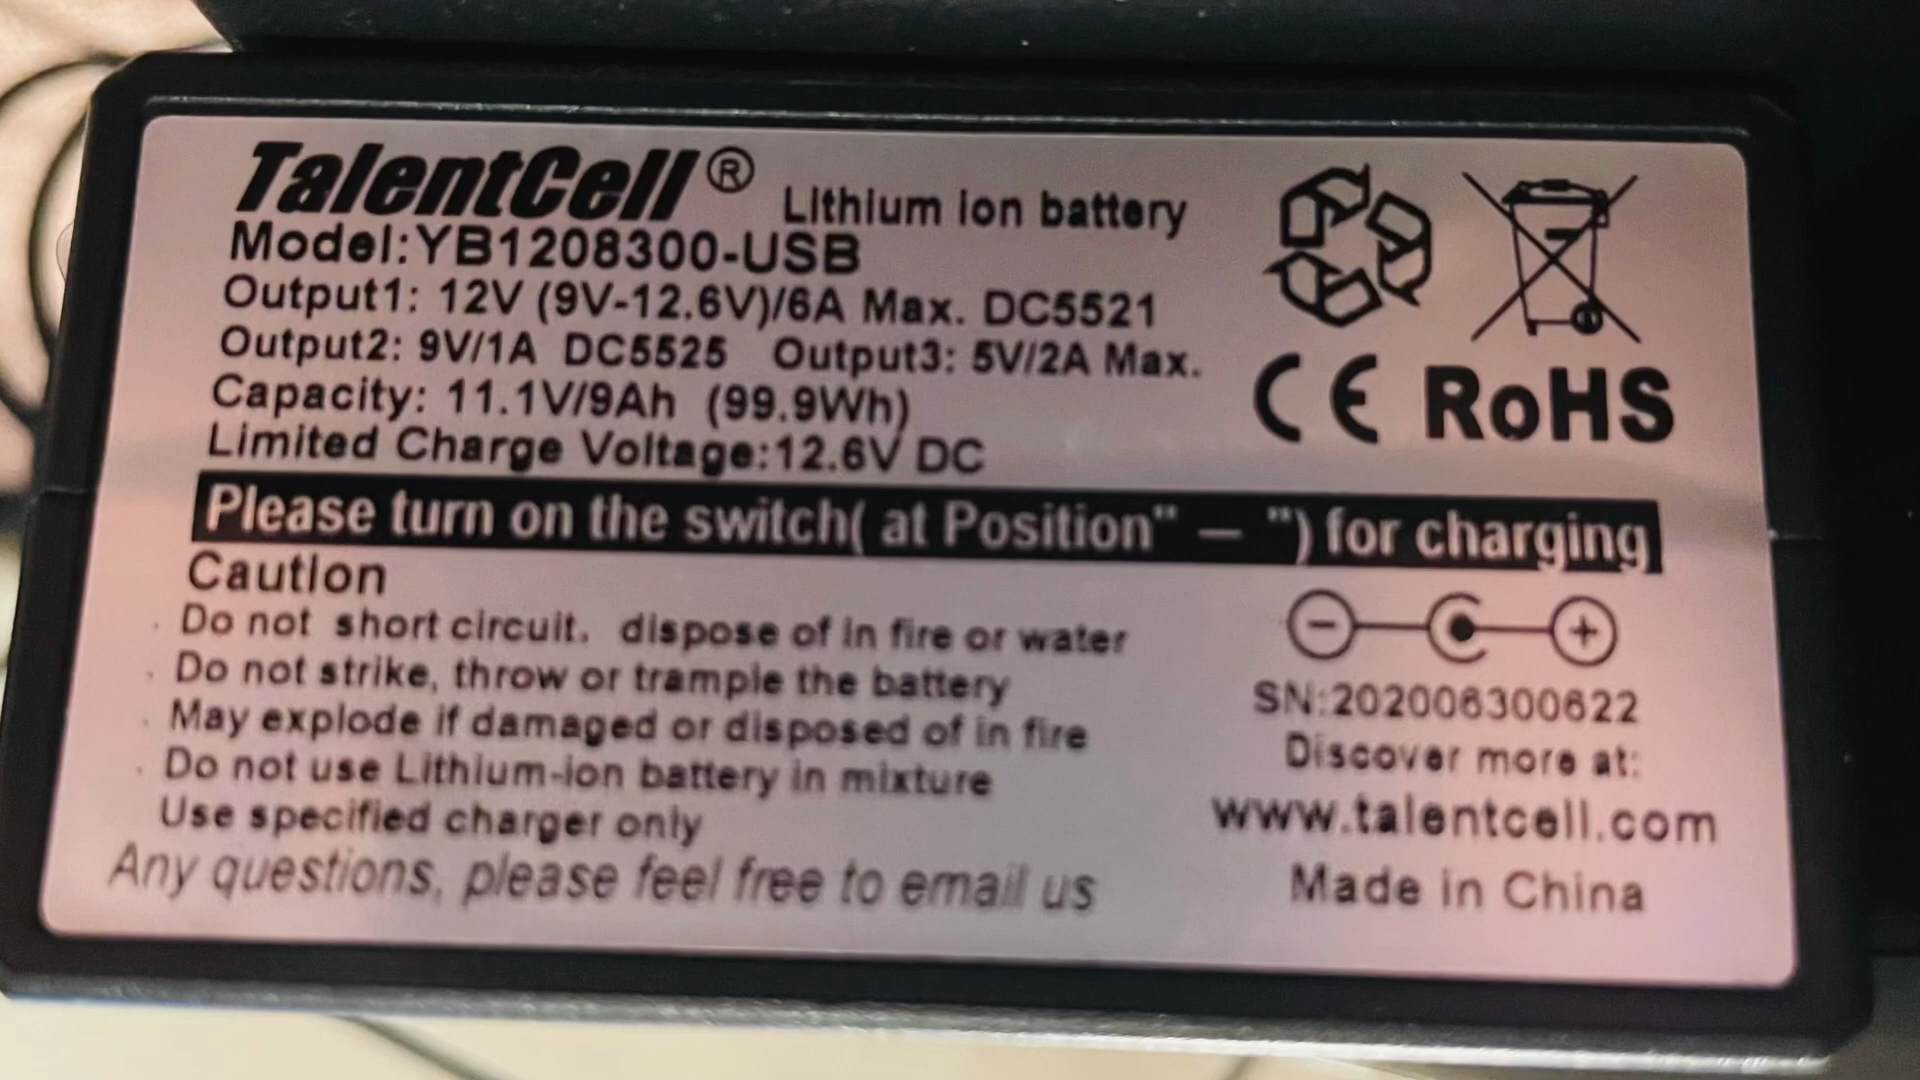 TalentCell® Lithium ion battery
Model:YB1208300-USB
Output1: 12V (9V-12.6V)/6A Max. DC5521
Output2: 9V/1A DC5525 Output3: 5V/2A Max.
Capacity: 11.1V/9Ah (99.9Wh)
Limited Charge Voltage:12.6V DC
CE RoHS
Please turn on the switch( at Position" — ") for charging
Caution
Do not short circuit. dispose of in fire or water
Do not strike, throw or trample the battery
May explode if damaged or disposed of in fire
Do not use Lithium-ion battery in mixture
Use specified charger only
Any questions, please feel free to email us
SN:202006300622
Discover more at:
www.talentcell.com
Made in China